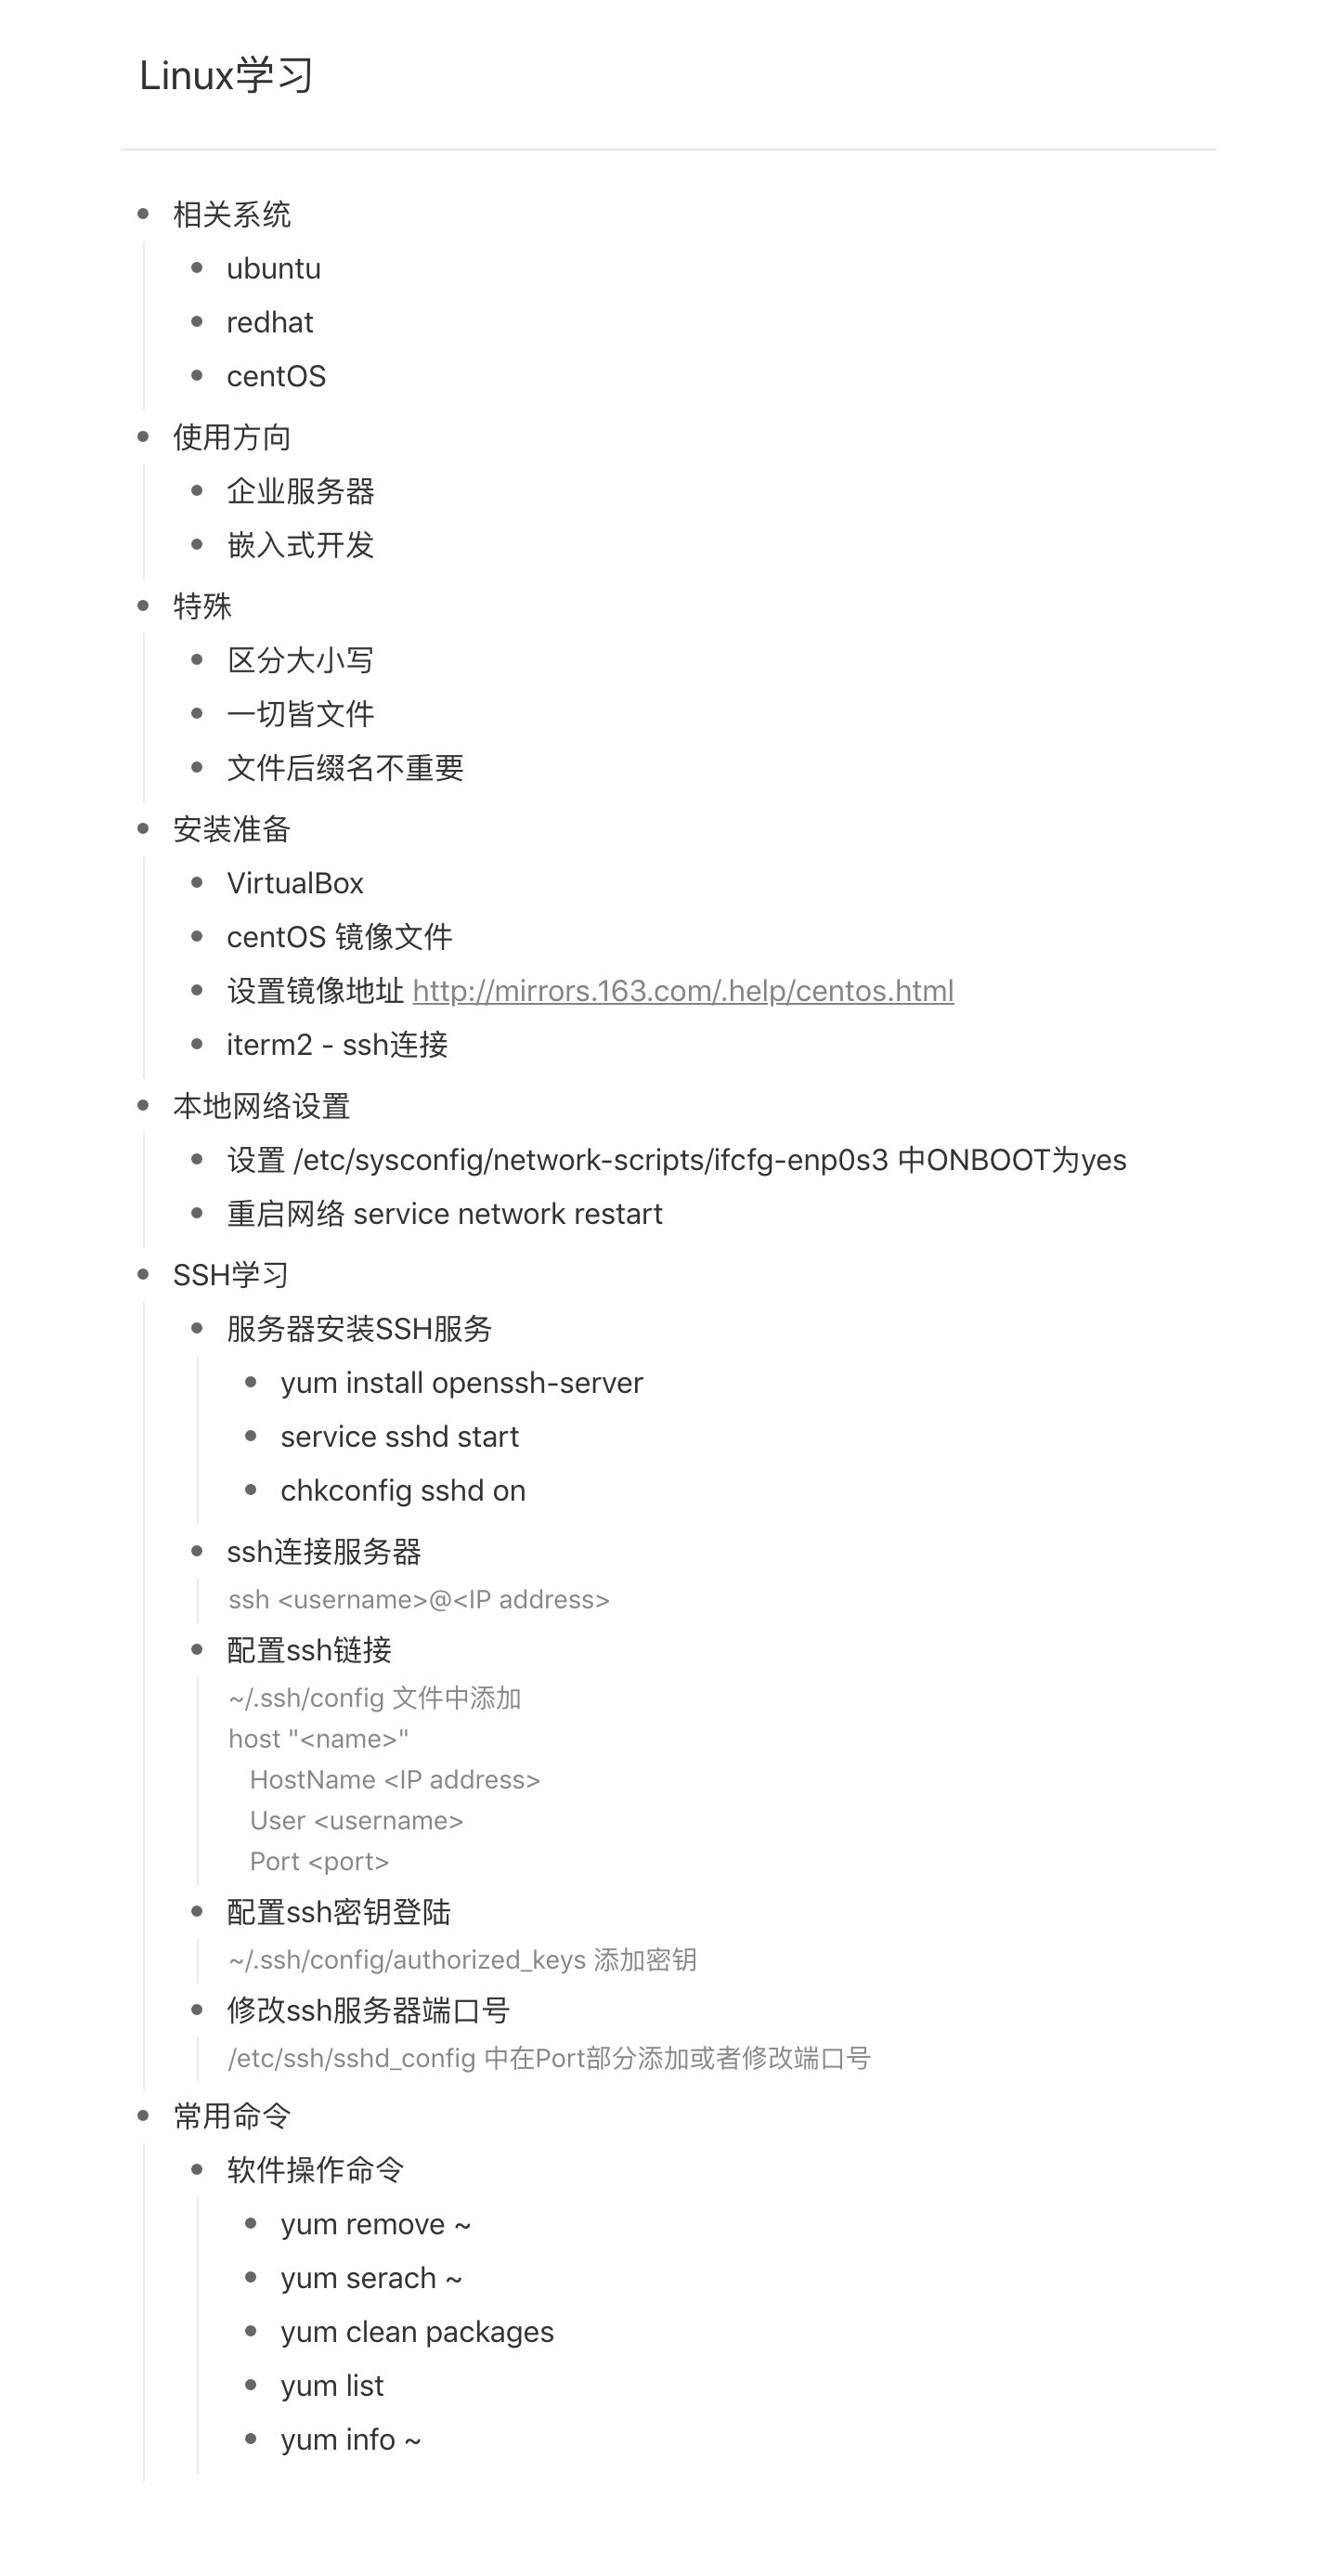 Linux学习
相关系统
ubuntu
redhat
centOS
使用方向
企业服务器
嵌入式开发
特殊
区分大小写
一切皆文件
文件后缀名不重要
安装准备
VirtualBox
centOS 镜像文件
设置镜像地址 http://mirrors.163.com/.help/centos.html
iterm2 - ssh连接
本地网络设置
设置 /etc/sysconfig/network-scripts/ifcfg-enp0s3 中ONBOOT为yes
重启网络 service network restart
SSH学习
服务器安装SSH服务
yum install openssh-server
service sshd start
chkconfig sshd on
ssh连接服务器
ssh <username>@<IP address>
配置ssh链接
~/.ssh/config 文件中添加
host "<name>"
HostName <IP address>
User <username>
Port <port>
配置ssh密钥登陆
~/.ssh/config/authorized_keys 添加密钥
修改ssh服务器端口号
/etc/ssh/sshd_config 中在Port部分添加或者修改端口号
常用命令
软件操作命令
yum remove ~
yum serach ~
yum clean packages
yum list
yum info ~